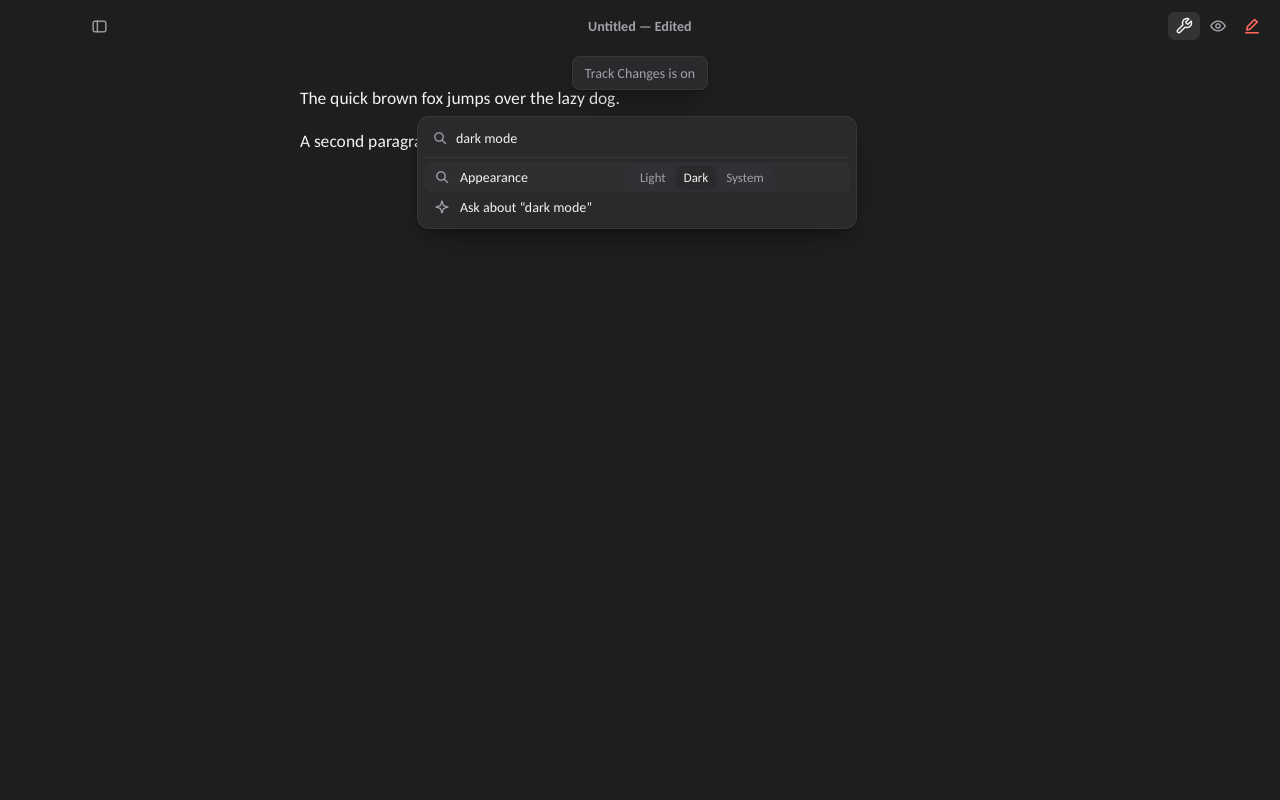 Untitled — Edited
Track Changes is on
The quick brown fox jumps over the lazy dog.
A second paragra
dark mode
Appearance Light Dark System
Ask about “dark mode”